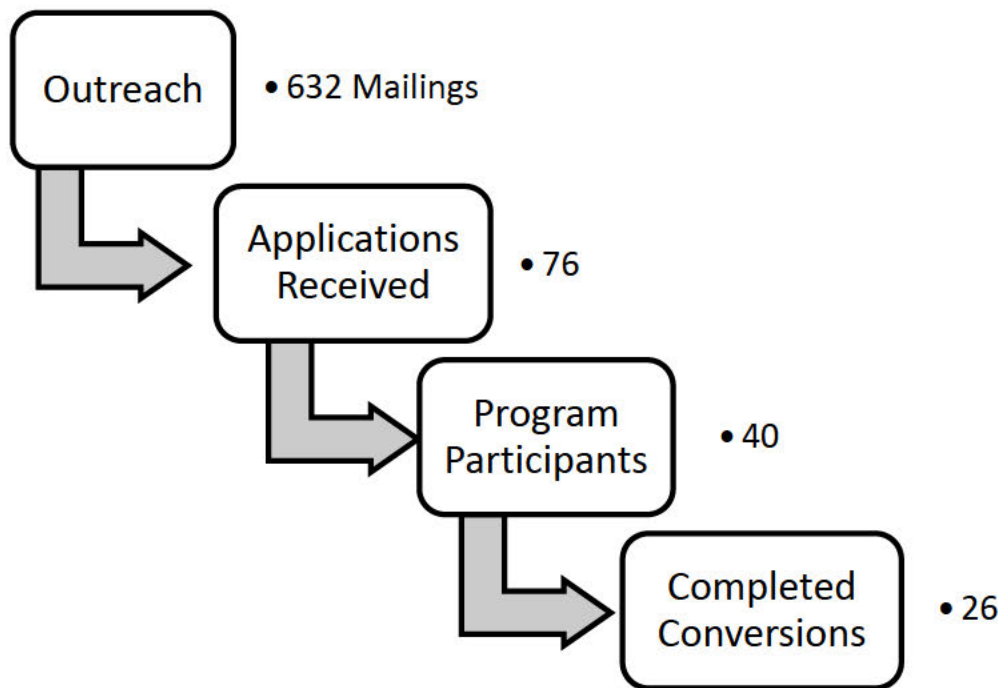 Outreach
• 632 Mailings
Applications
Received
• 76
Program
Participants
• 40
Completed
Conversions
• 26